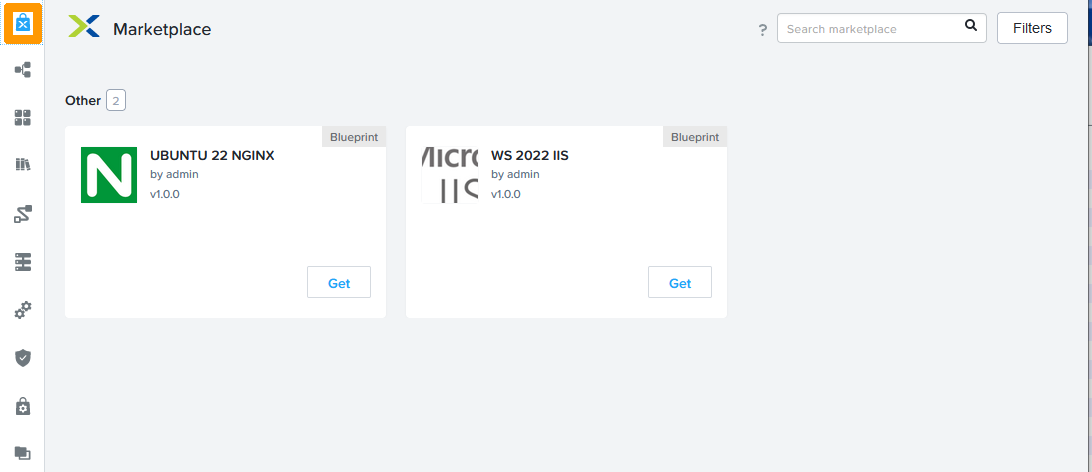 Marketplace
?
Search marketplace
Filters
Other 2
Blueprint
N
UBUNTU 22 NGINX
by admin
v1.0.0
Get
Blueprint
IIS
WS 2022 IIS
by admin
v1.0.0
Get